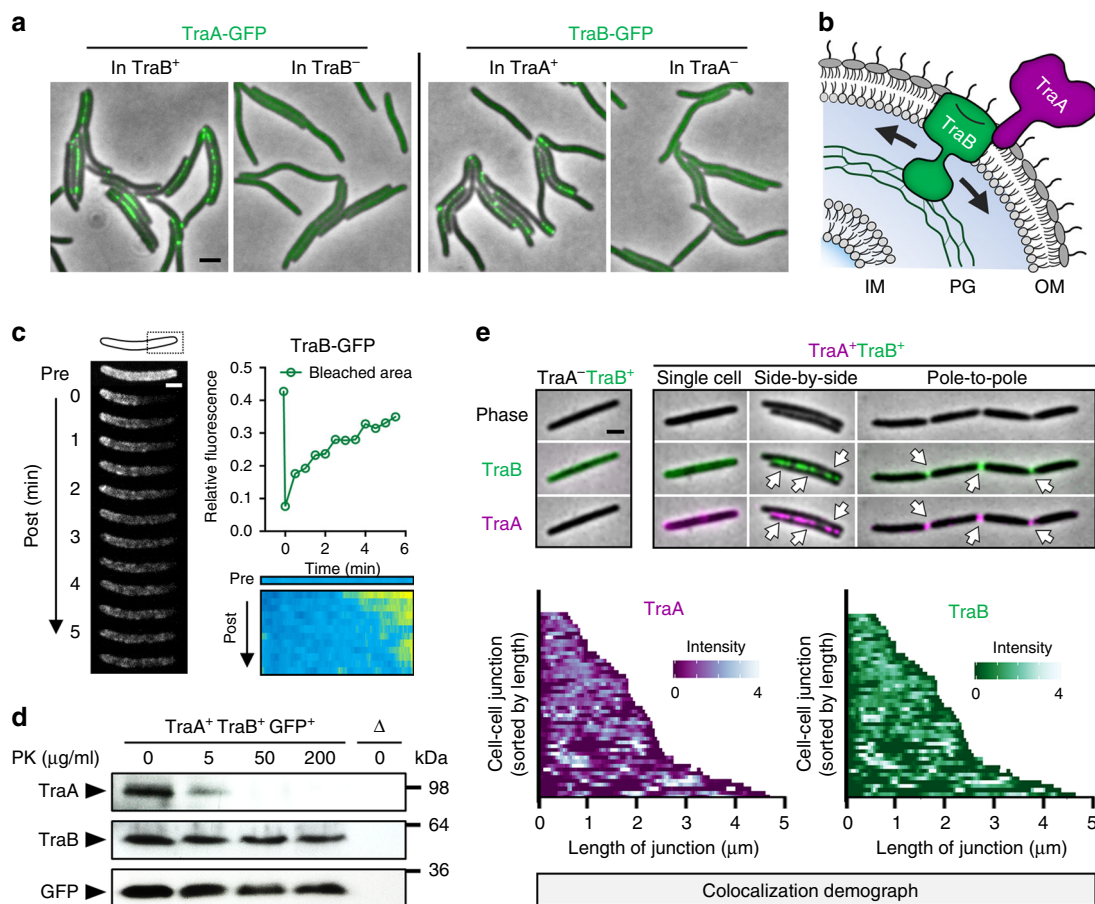 a
TraA-GFP
TraB-GFP
In TraB⁺
In TraB⁻
In TraA⁺
In TraA⁻
b
TraA
TraB
IM
PG
OM
c
Pre
0
1
2
3
4
5
Post (min)
TraB-GFP
Bleached area
Relative fluorescence
0.5
0.4
0.3
0.2
0.1
0.0
0 2 4 6
Time (min)
Pre
Post
d
TraA⁺ TraB⁺ GFP⁺
Δ
PK (μg/ml) 0 5 50 200 0 kDa
TraA
98
TraB
64
GFP
36
e
TraA⁺TraB⁺
TraA⁻TraB⁺
Single cell
Side-by-side
Pole-to-pole
Phase
TraB
TraA
TraA
Intensity
0 4
Cell-cell junction
(sorted by length)
0 1 2 3 4 5
Length of junction (μm)
TraB
Intensity
0 4
Cell-cell junction
(sorted by length)
0 1 2 3 4 5
Length of junction (μm)
Colocalization demograph